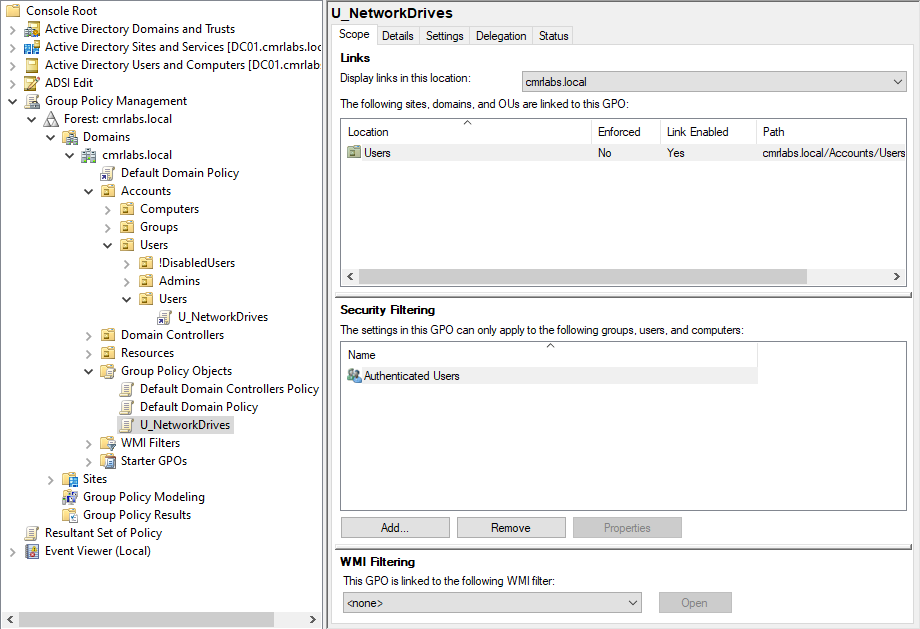 Console Root
Active Directory Domains and Trusts
Active Directory Sites and Services [DC01.cmrlabs.loc
Active Directory Users and Computers [DC01.cmrlabs
ADSI Edit
Group Policy Management
Forest: cmrlabs.local
Domains
cmrlabs.local
Default Domain Policy
Accounts
Computers
Groups
Users
!DisabledUsers
Admins
Users
U_NetworkDrives
Domain Controllers
Resources
Group Policy Objects
Default Domain Controllers Policy
Default Domain Policy
U_NetworkDrives
WMI Filters
Starter GPOs
Sites
Group Policy Modeling
Group Policy Results
Resultant Set of Policy
Event Viewer (Local)
U_NetworkDrives
Scope Details Settings Delegation Status
Links
Display links in this location: cmrlabs.local
The following sites, domains, and OUs are linked to this GPO:
Location Enforced Link Enabled Path
Users No Yes cmrlabs.local/Accounts/Users
Security Filtering
The settings in this GPO can only apply to the following groups, users, and computers:
Name
Authenticated Users
Add... Remove Properties
WMI Filtering
This GPO is linked to the following WMI filter:
<none> Open